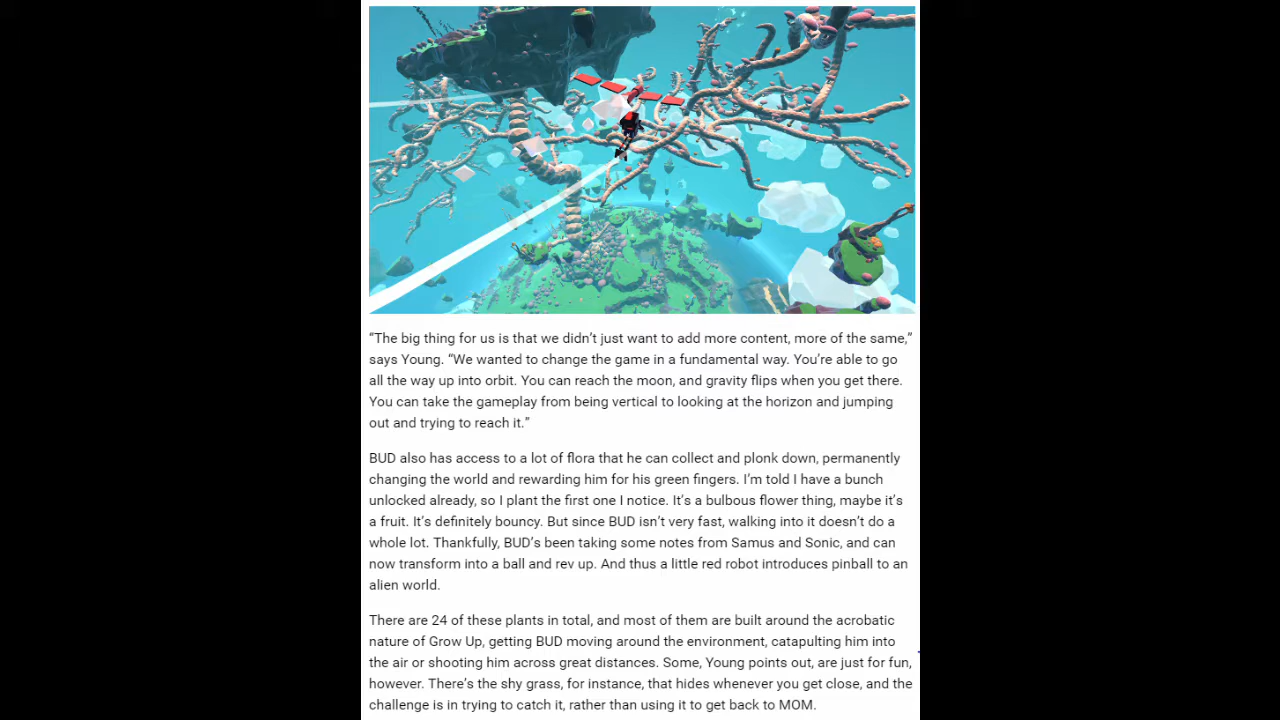 “The big thing for us is that we didn’t just want to add more content, more of the same,”
says Young. “We wanted to change the game in a fundamental way. You’re able to go
all the way up into orbit. You can reach the moon, and gravity flips when you get there.
You can take the gameplay from being vertical to looking at the horizon and jumping
out and trying to reach it.”
BUD also has access to a lot of flora that he can collect and plonk down, permanently
changing the world and rewarding him for his green fingers. I’m told I have a bunch
unlocked already, so I plant the first one I notice. It’s a bulbous flower thing, maybe it’s
a fruit. It’s definitely bouncy. But since BUD isn’t very fast, walking into it doesn’t do a
whole lot. Thankfully, BUD’s been taking some notes from Samus and Sonic, and can
now transform into a ball and rev up. And thus a little red robot introduces pinball to an
alien world.
There are 24 of these plants in total, and most of them are built around the acrobatic
nature of Grow Up, getting BUD moving around the environment, catapulting him into
the air or shooting him across great distances. Some, Young points out, are just for fun,
however. There’s the shy grass, for instance, that hides whenever you get close, and the
challenge is in trying to catch it, rather than using it to get back to MOM.